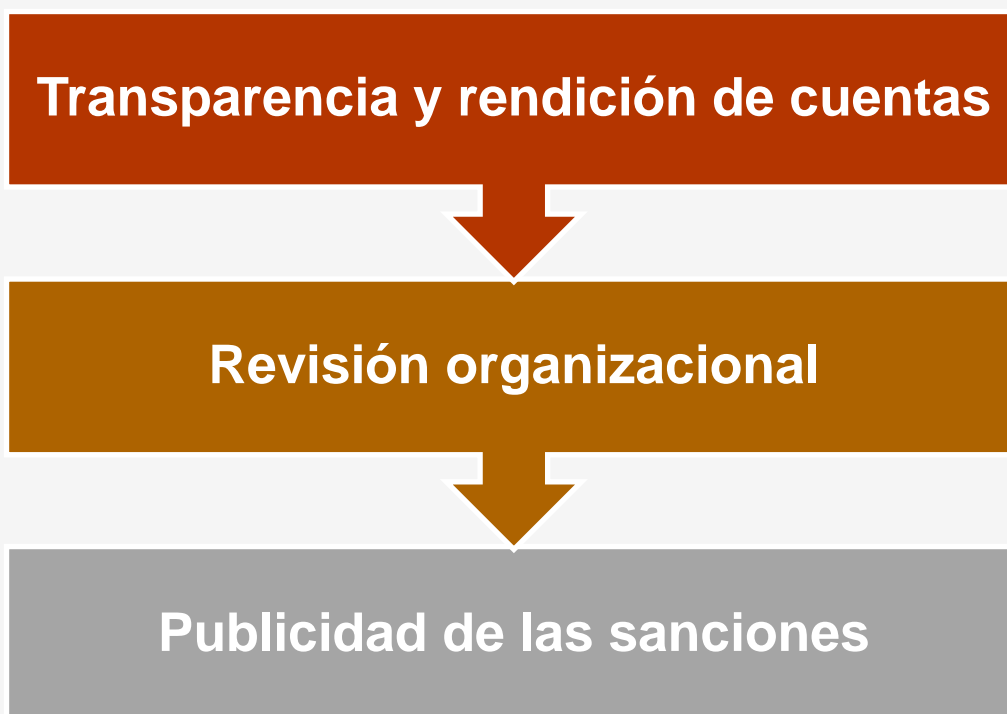 Transparencia y rendición de cuentas
Revisión organizacional
Publicidad de las sanciones